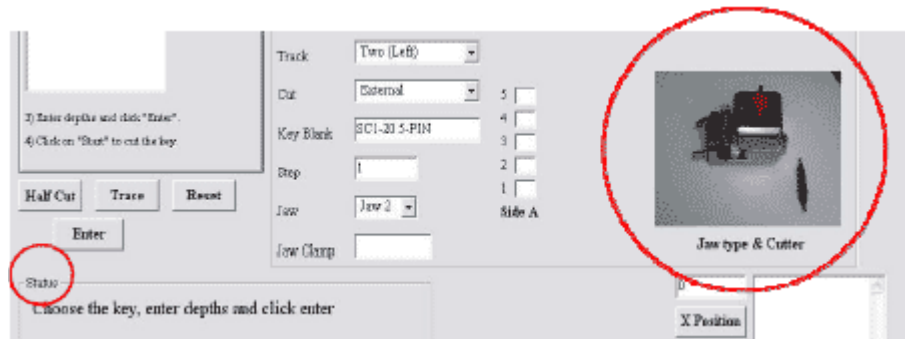 3) Enter depths and click "Enter".
4) Click on "Start" to cut the key.
Half Cut
Trace
Reset
Enter
Track
Two (Left)
Cut
External
Key Blank
SC1-20 5-PIN
Step
1
Jaw
Jaw 2
Jaw Clamp
5
4
3
2
1
Side A
Jaw type & Cutter
Status
Choose the key, enter depths and click enter
0
X Position